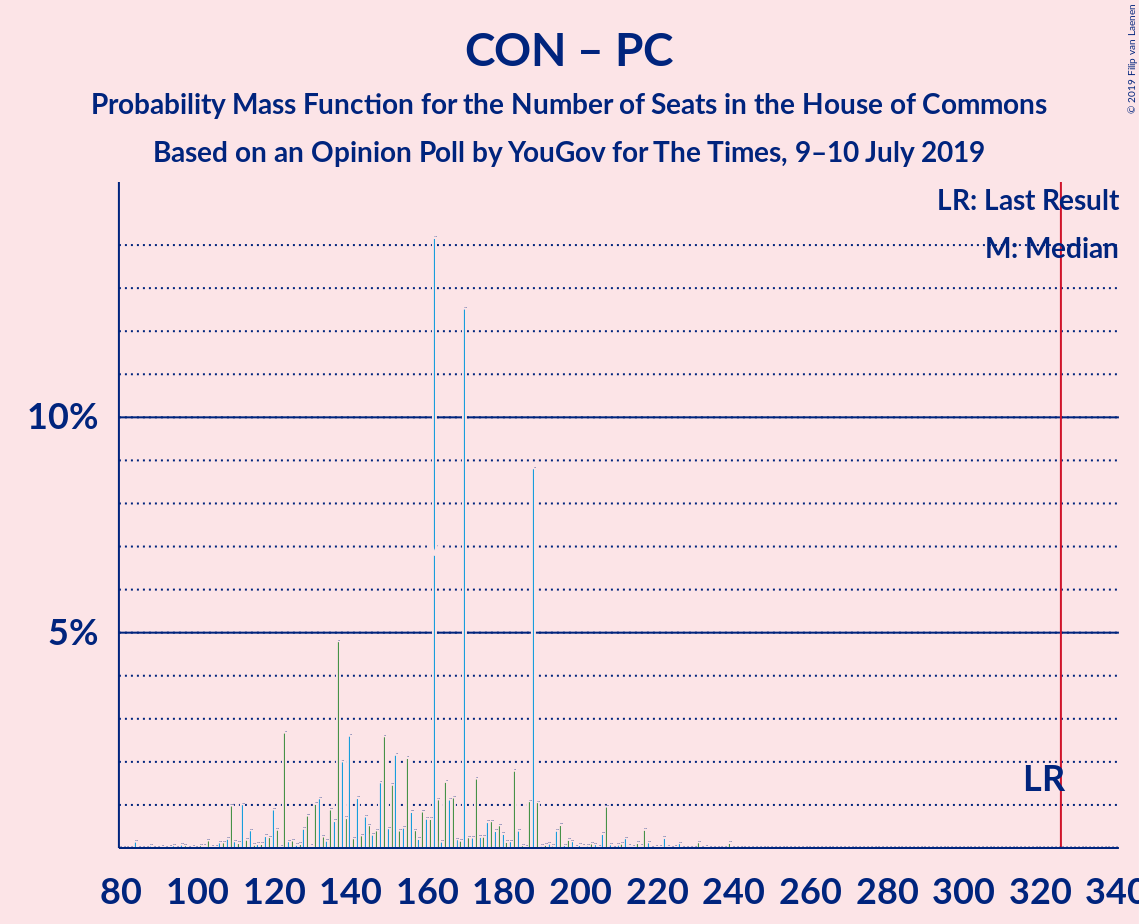 CON – PC
Probability Mass Function for the Number of Seats in the House of Commons
Based on an Opinion Poll by YouGov for The Times, 9–10 July 2019
© 2019 Filip van Laenen
LR: Last Result
M: Median
10%
5%
LR
80 100 120 140 160 180 200 220 240 260 280 300 320 340